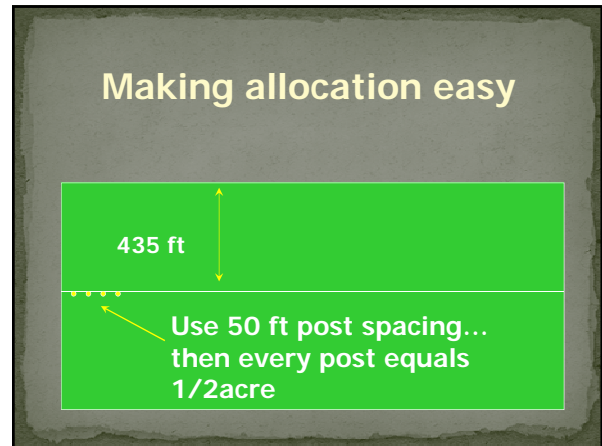 Making allocation easy
435 ft
Use 50 ft post spacing...
then every post equals
1/2acre